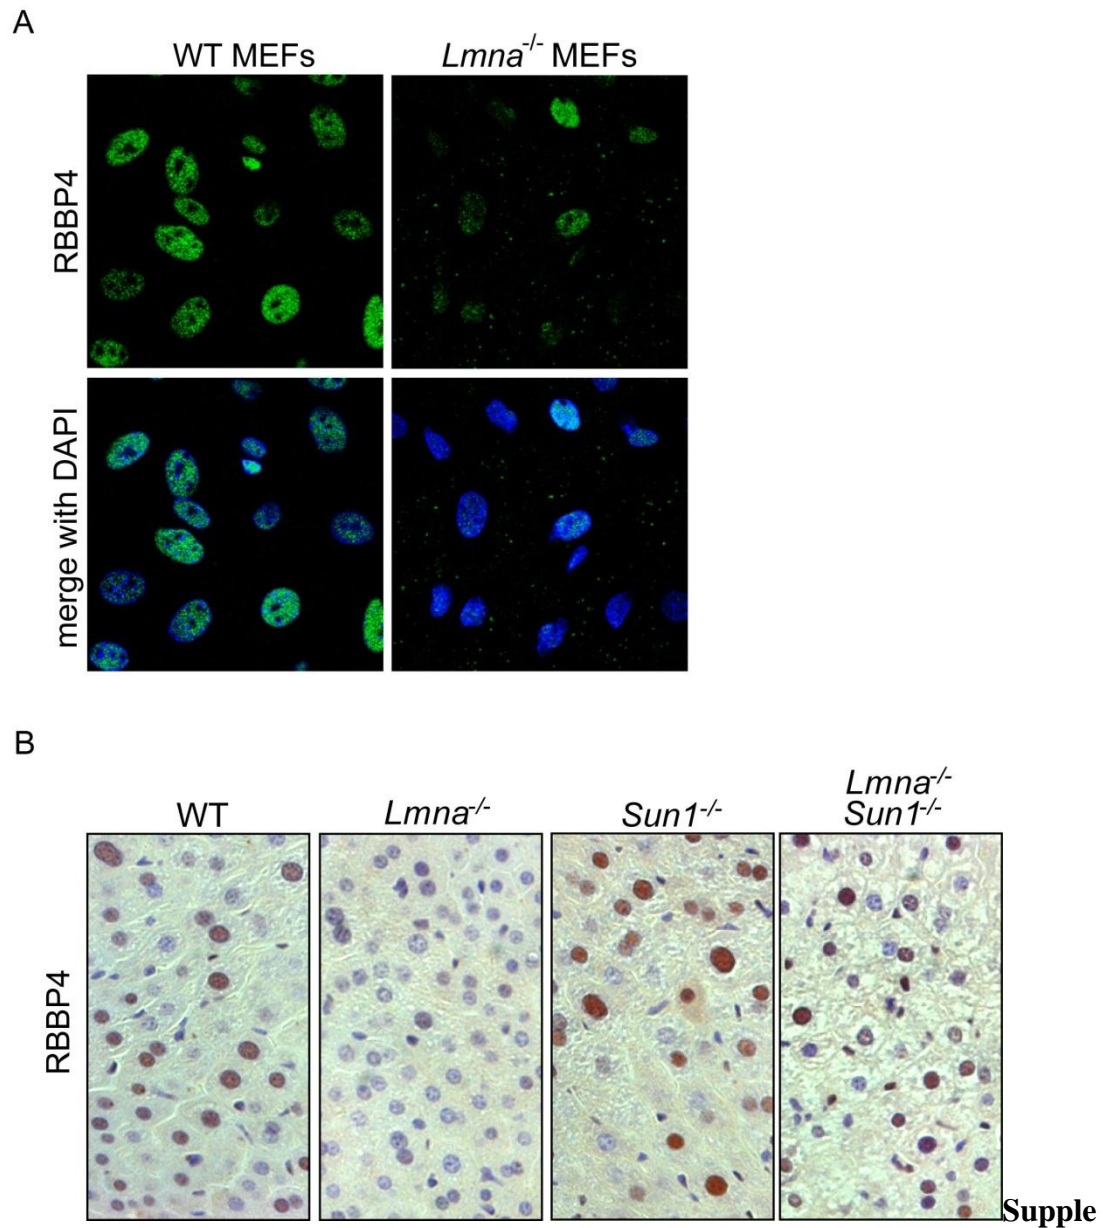 A
WT MEFs Lmna-/- MEFs
RBBP4
merge with DAPI
B
WT Lmna-/- Sun1-/- Lmna-/-
Sun1-/-
RBBP4
Supple